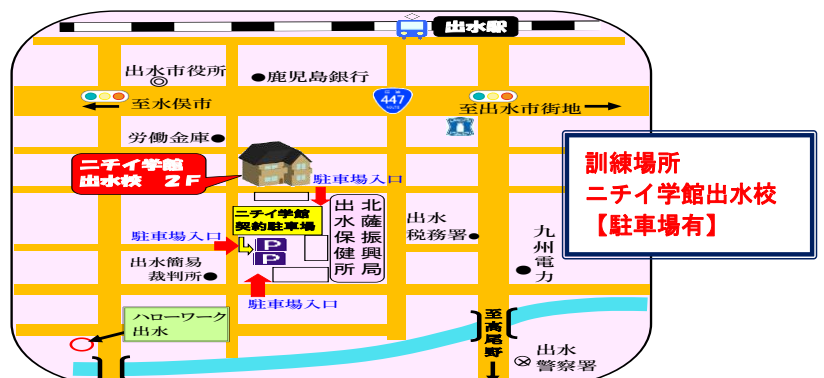 出水駅
出水市役所
鹿児島銀行
447
至水俣市
至出水市街地
労働金庫
ニチイ学館
出水校 2F
駐車場入口
訓練場所
ニチイ学館出水校
【駐車場有】
ニチイ学館
契約駐車場
P
P
北薩振興局
出水保健所
出水
税務署
九州電力
駐車場入口
出水簡易
裁判所
駐車場入口
ハローワーク
出水
至高尾野
出水
警察署